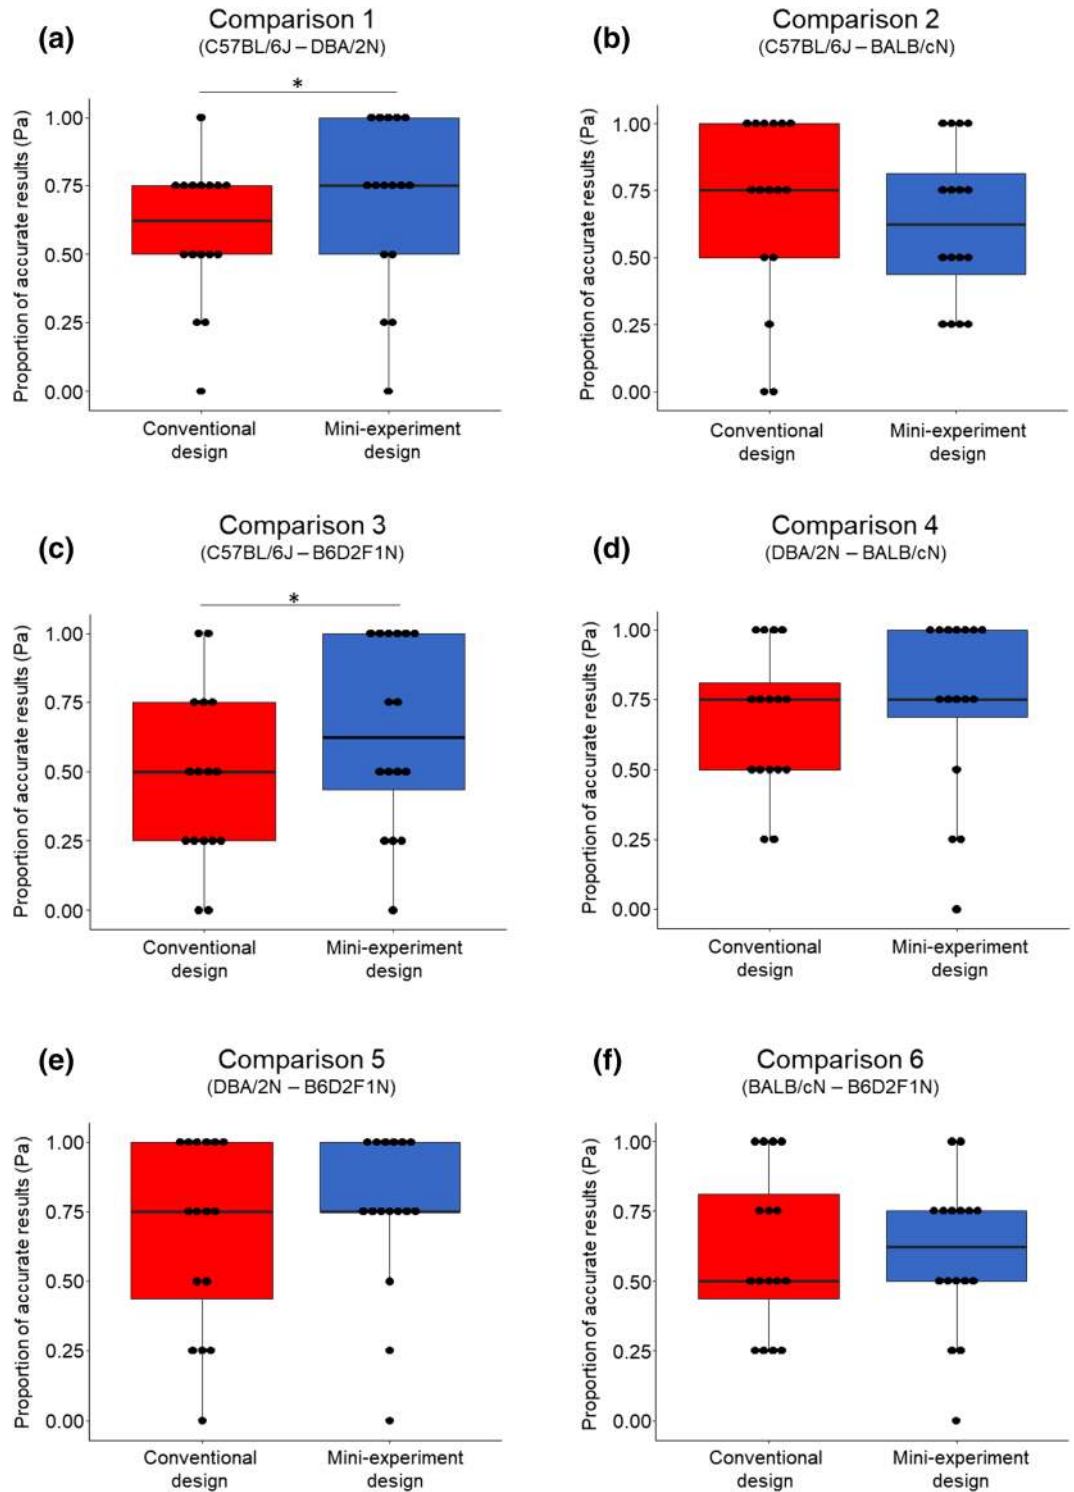 (a)
Comparison 1
(C57BL/6J – DBA/2N)
*
Proportion of accurate results (Pa)
1.00
0.75
0.50
0.25
0.00
Conventional
design
Mini-experiment
design
(b)
Comparison 2
(C57BL/6J – BALB/cN)
Proportion of accurate results (Pa)
1.00
0.75
0.50
0.25
0.00
Conventional
design
Mini-experiment
design
(c)
Comparison 3
(C57BL/6J – B6D2F1N)
*
Proportion of accurate results (Pa)
1.00
0.75
0.50
0.25
0.00
Conventional
design
Mini-experiment
design
(d)
Comparison 4
(DBA/2N – BALB/cN)
Proportion of accurate results (Pa)
1.00
0.75
0.50
0.25
0.00
Conventional
design
Mini-experiment
design
(e)
Comparison 5
(DBA/2N – B6D2F1N)
Proportion of accurate results (Pa)
1.00
0.75
0.50
0.25
0.00
Conventional
design
Mini-experiment
design
(f)
Comparison 6
(BALB/cN – B6D2F1N)
Proportion of accurate results (Pa)
1.00
0.75
0.50
0.25
0.00
Conventional
design
Mini-experiment
design